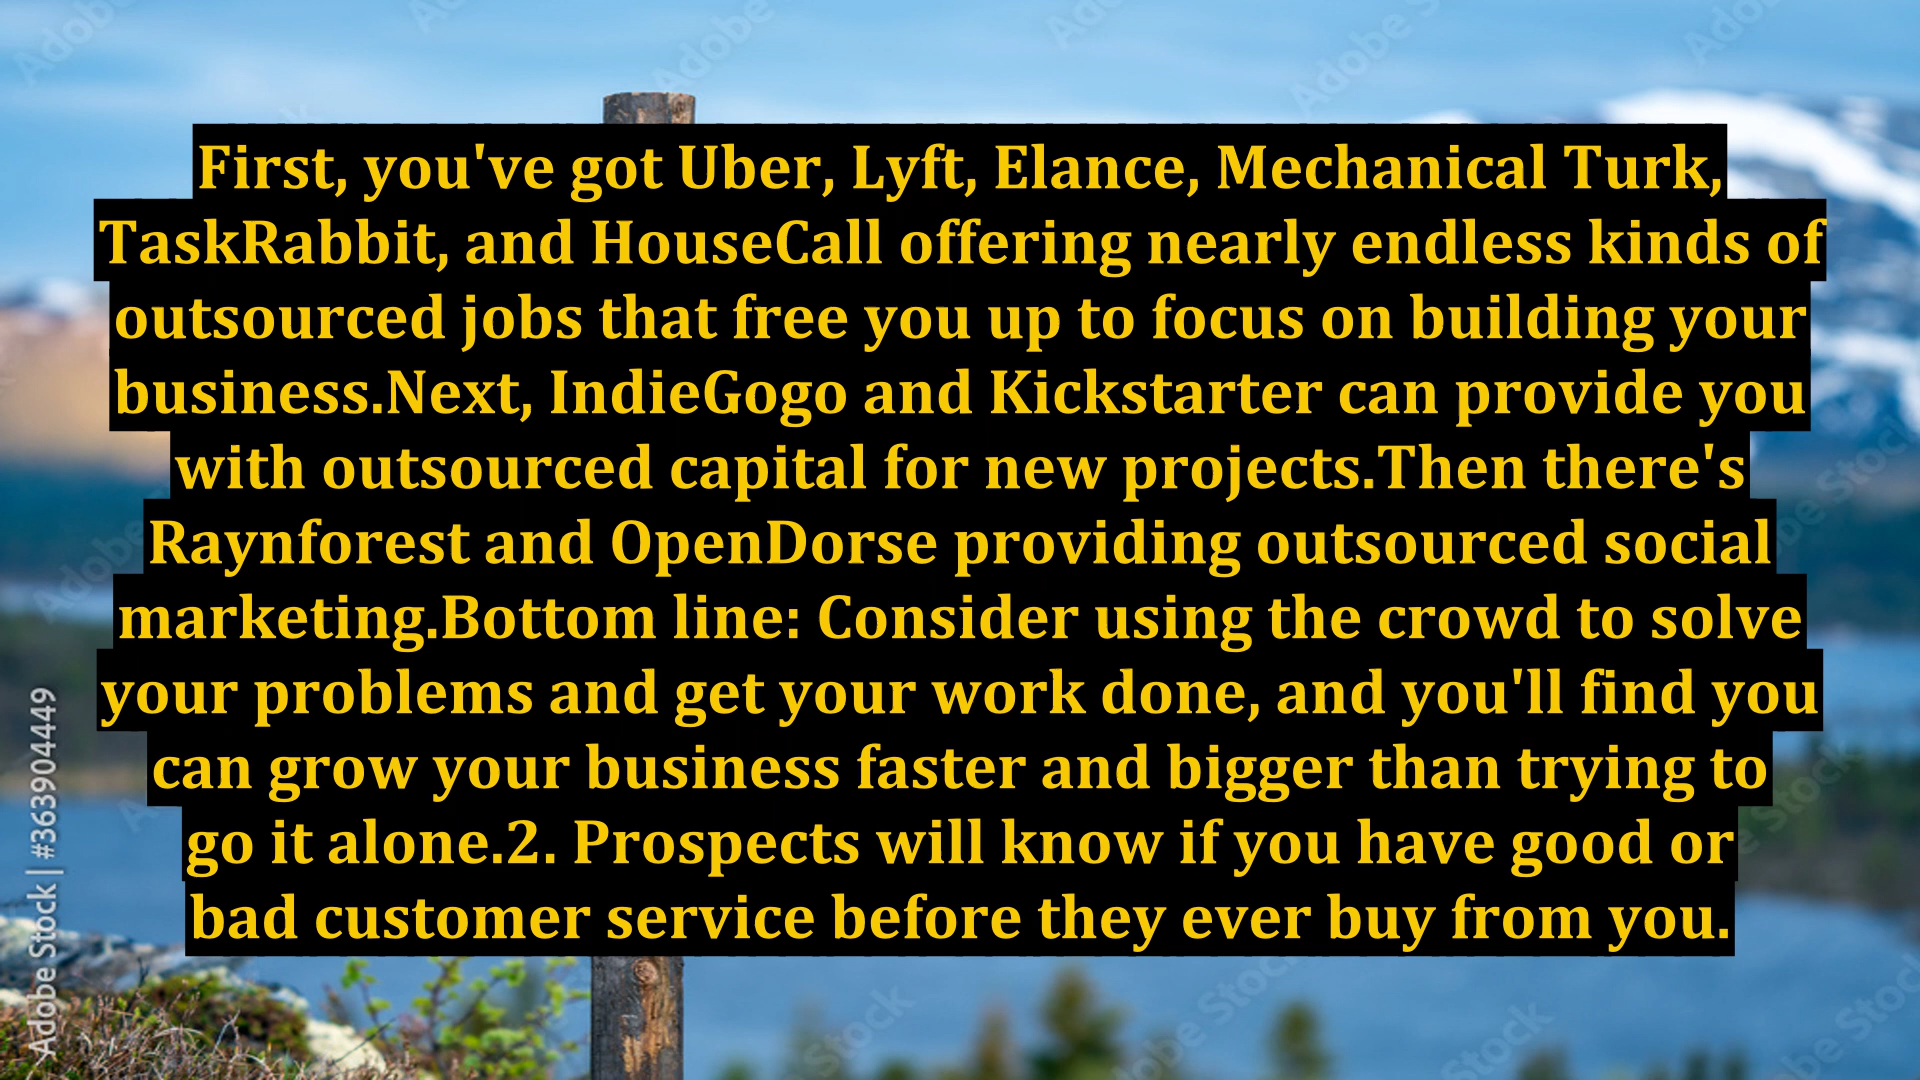 First, you've got Uber, Lyft, Elance, Mechanical Turk,
TaskRabbit, and HouseCall offering nearly endless kinds of
outsourced jobs that free you up to focus on building your
business.Next, IndieGogo and Kickstarter can provide you
with outsourced capital for new projects.Then there's
Raynforest and OpenDorse providing outsourced social
marketing.Bottom line: Consider using the crowd to solve
your problems and get your work done, and you'll find you
can grow your business faster and bigger than trying to
go it alone.2. Prospects will know if you have good or
bad customer service before they ever buy from you.
Adobe Stock | #363904449